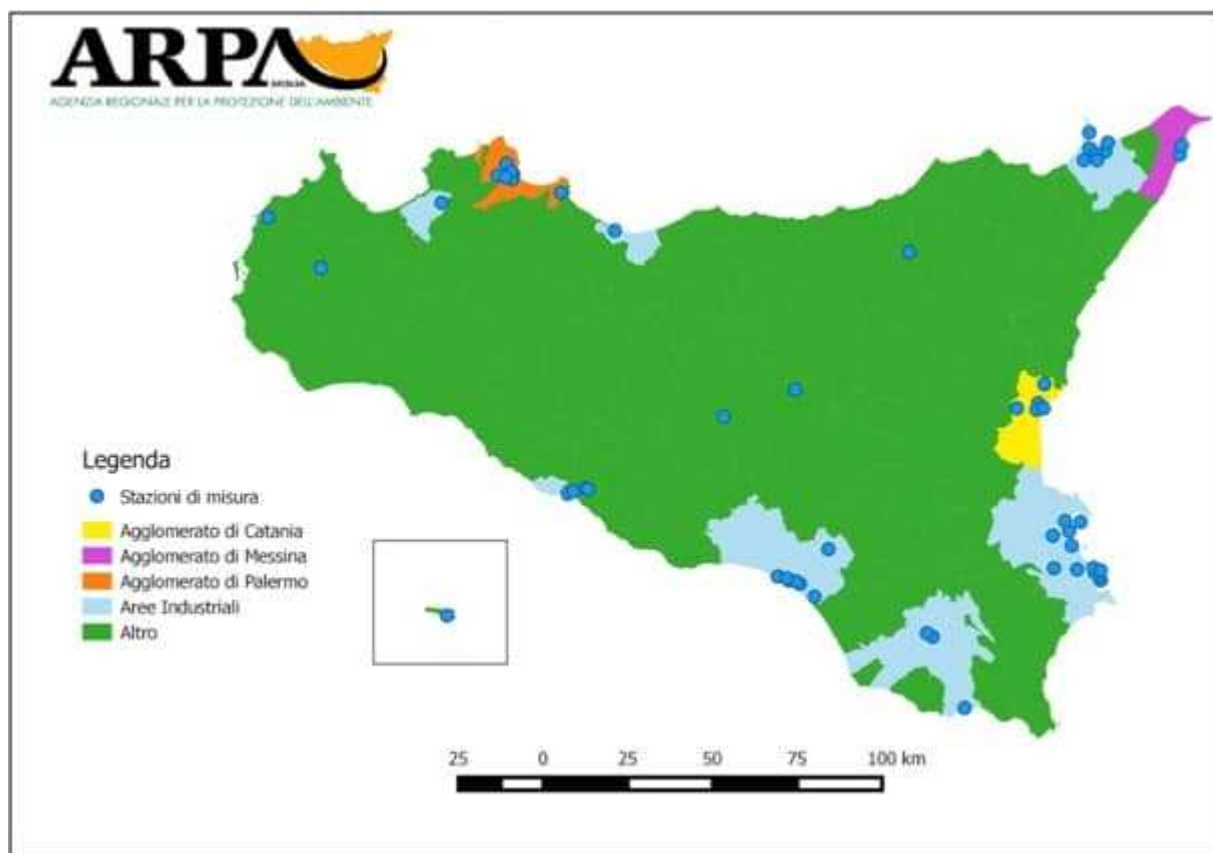 ARPA
SICILIA
AGENZIA REGIONALE PER LA PROTEZIONE DELL'AMBIENTE
Legenda
Stazioni di misura
Agglomerato di Catania
Agglomerato di Messina
Agglomerato di Palermo
Aree Industriali
Altro
25 0 25 50 75 100 km